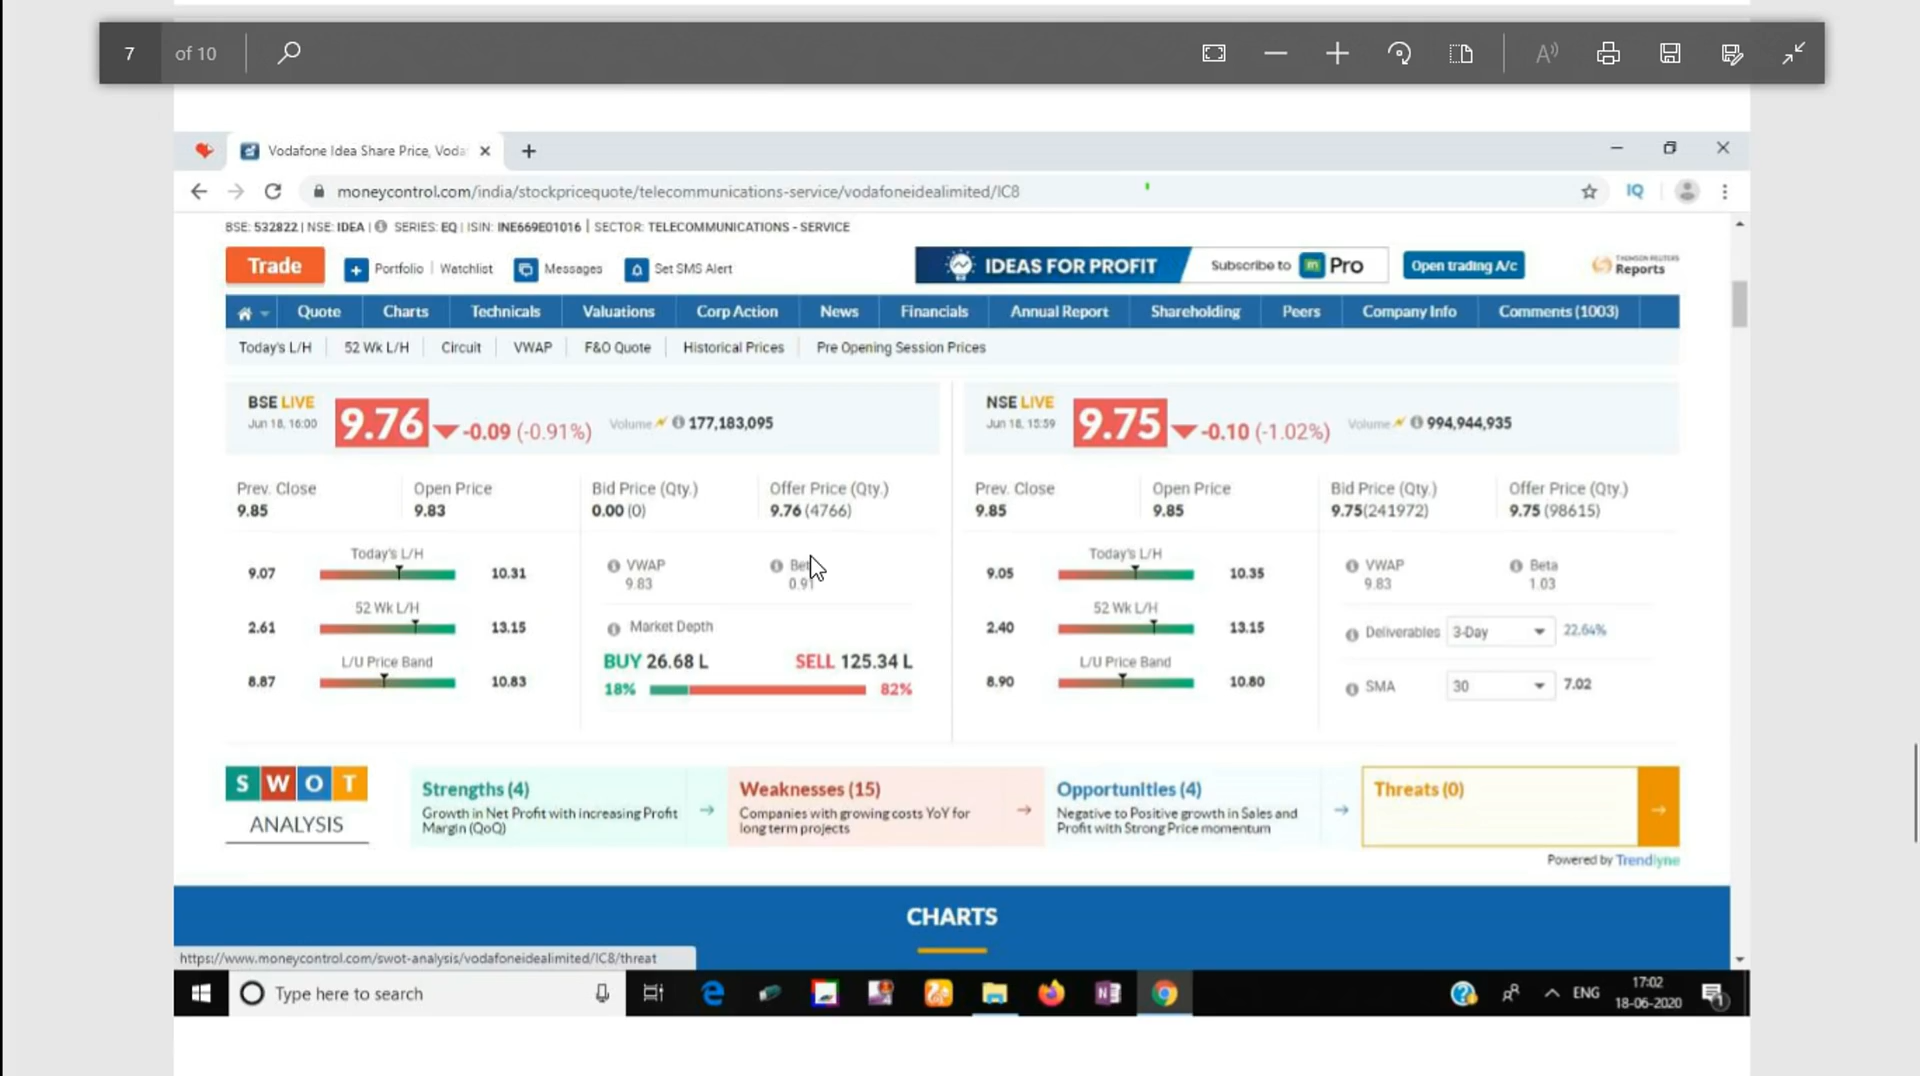 7 of 10
Vodafone Idea Share Price, Voda
moneycontrol.com/india/stockpricequote/telecommunications-service/vodafoneidealimited/IC8
BSE: 532822 | NSE: IDEA | SERIES: EQ | ISIN: INE669E01016 | SECTOR: TELECOMMUNICATIONS - SERVICE
Trade Portfolio | Watchlist Messages Set SMS Alert IDEAS FOR PROFIT Subscribe to m Pro Open trading A/c THOMSON REUTERS Reports
Quote Charts Technicals Valuations Corp Action News Financials Annual Report Shareholding Peers Company Info Comments (1003)
Today's L/H | 52 Wk L/H | Circuit | VWAP | F&O Quote | Historical Prices | Pre Opening Session Prices
BSE LIVE
Jun 18, 16:00
9.76 -0.09 (-0.91%) Volume 177,183,095
Prev. Close Open Price Bid Price (Qty.) Offer Price (Qty.)
9.85 9.83 0.00 (0) 9.76 (4766)
Today's L/H
9.07 10.31
52 Wk L/H
2.61 13.15
L/U Price Band
8.87 10.83
VWAP
9.83
0.91
Market Depth
BUY 26.68 L SELL 125.34 L
18% 82%
NSE LIVE
Jun 18, 15:59
9.75 -0.10 (-1.02%) Volume 994,944,935
Prev. Close Open Price Bid Price (Qty.) Offer Price (Qty.)
9.85 9.85 9.75(241972) 9.75 (98615)
Today's L/H
9.05 10.35
52 Wk L/H
2.40 13.15
L/U Price Band
8.90 10.80
VWAP Beta
9.83 1.03
Deliverables 3-Day 22.64%
SMA 30 7.02
SWOT
ANALYSIS
Strengths (4)
Growth in Net Profit with increasing Profit
Margin (QoQ)
Weaknesses (15)
Companies with growing costs YoY for
long term projects
Opportunities (4)
Negative to Positive growth in Sales and
Profit with Strong Price momentum
Threats (0)
Powered by Trendlyne
CHARTS
https://www.moneycontrol.com/swot-analysis/vodafoneidealimited/IC8/threat
Type here to search
ENG
17:02
18-06-2020